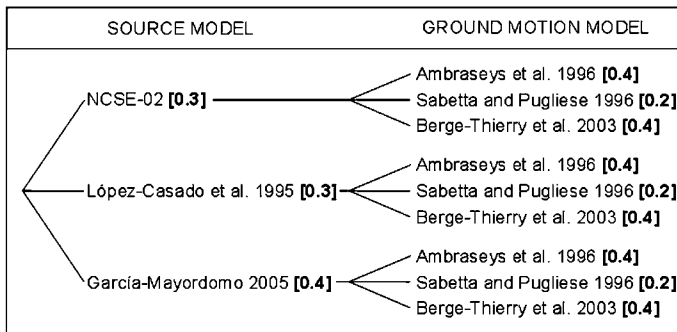 SOURCE MODEL GROUND MOTION MODEL
Ambraseys et al. 1996 [0.4]
NCSE-02 [0.3] Sabetta and Pugliese 1996 [0.2]
Berge-Thierry et al. 2003 [0.4]
Ambraseys et al. 1996 [0.4]
López-Casado et al. 1995 [0.3] Sabetta and Pugliese 1996 [0.2]
Berge-Thierry et al. 2003 [0.4]
Ambraseys et al. 1996 [0.4]
García-Mayordomo 2005 [0.4] Sabetta and Pugliese 1996 [0.2]
Berge-Thierry et al. 2003 [0.4]